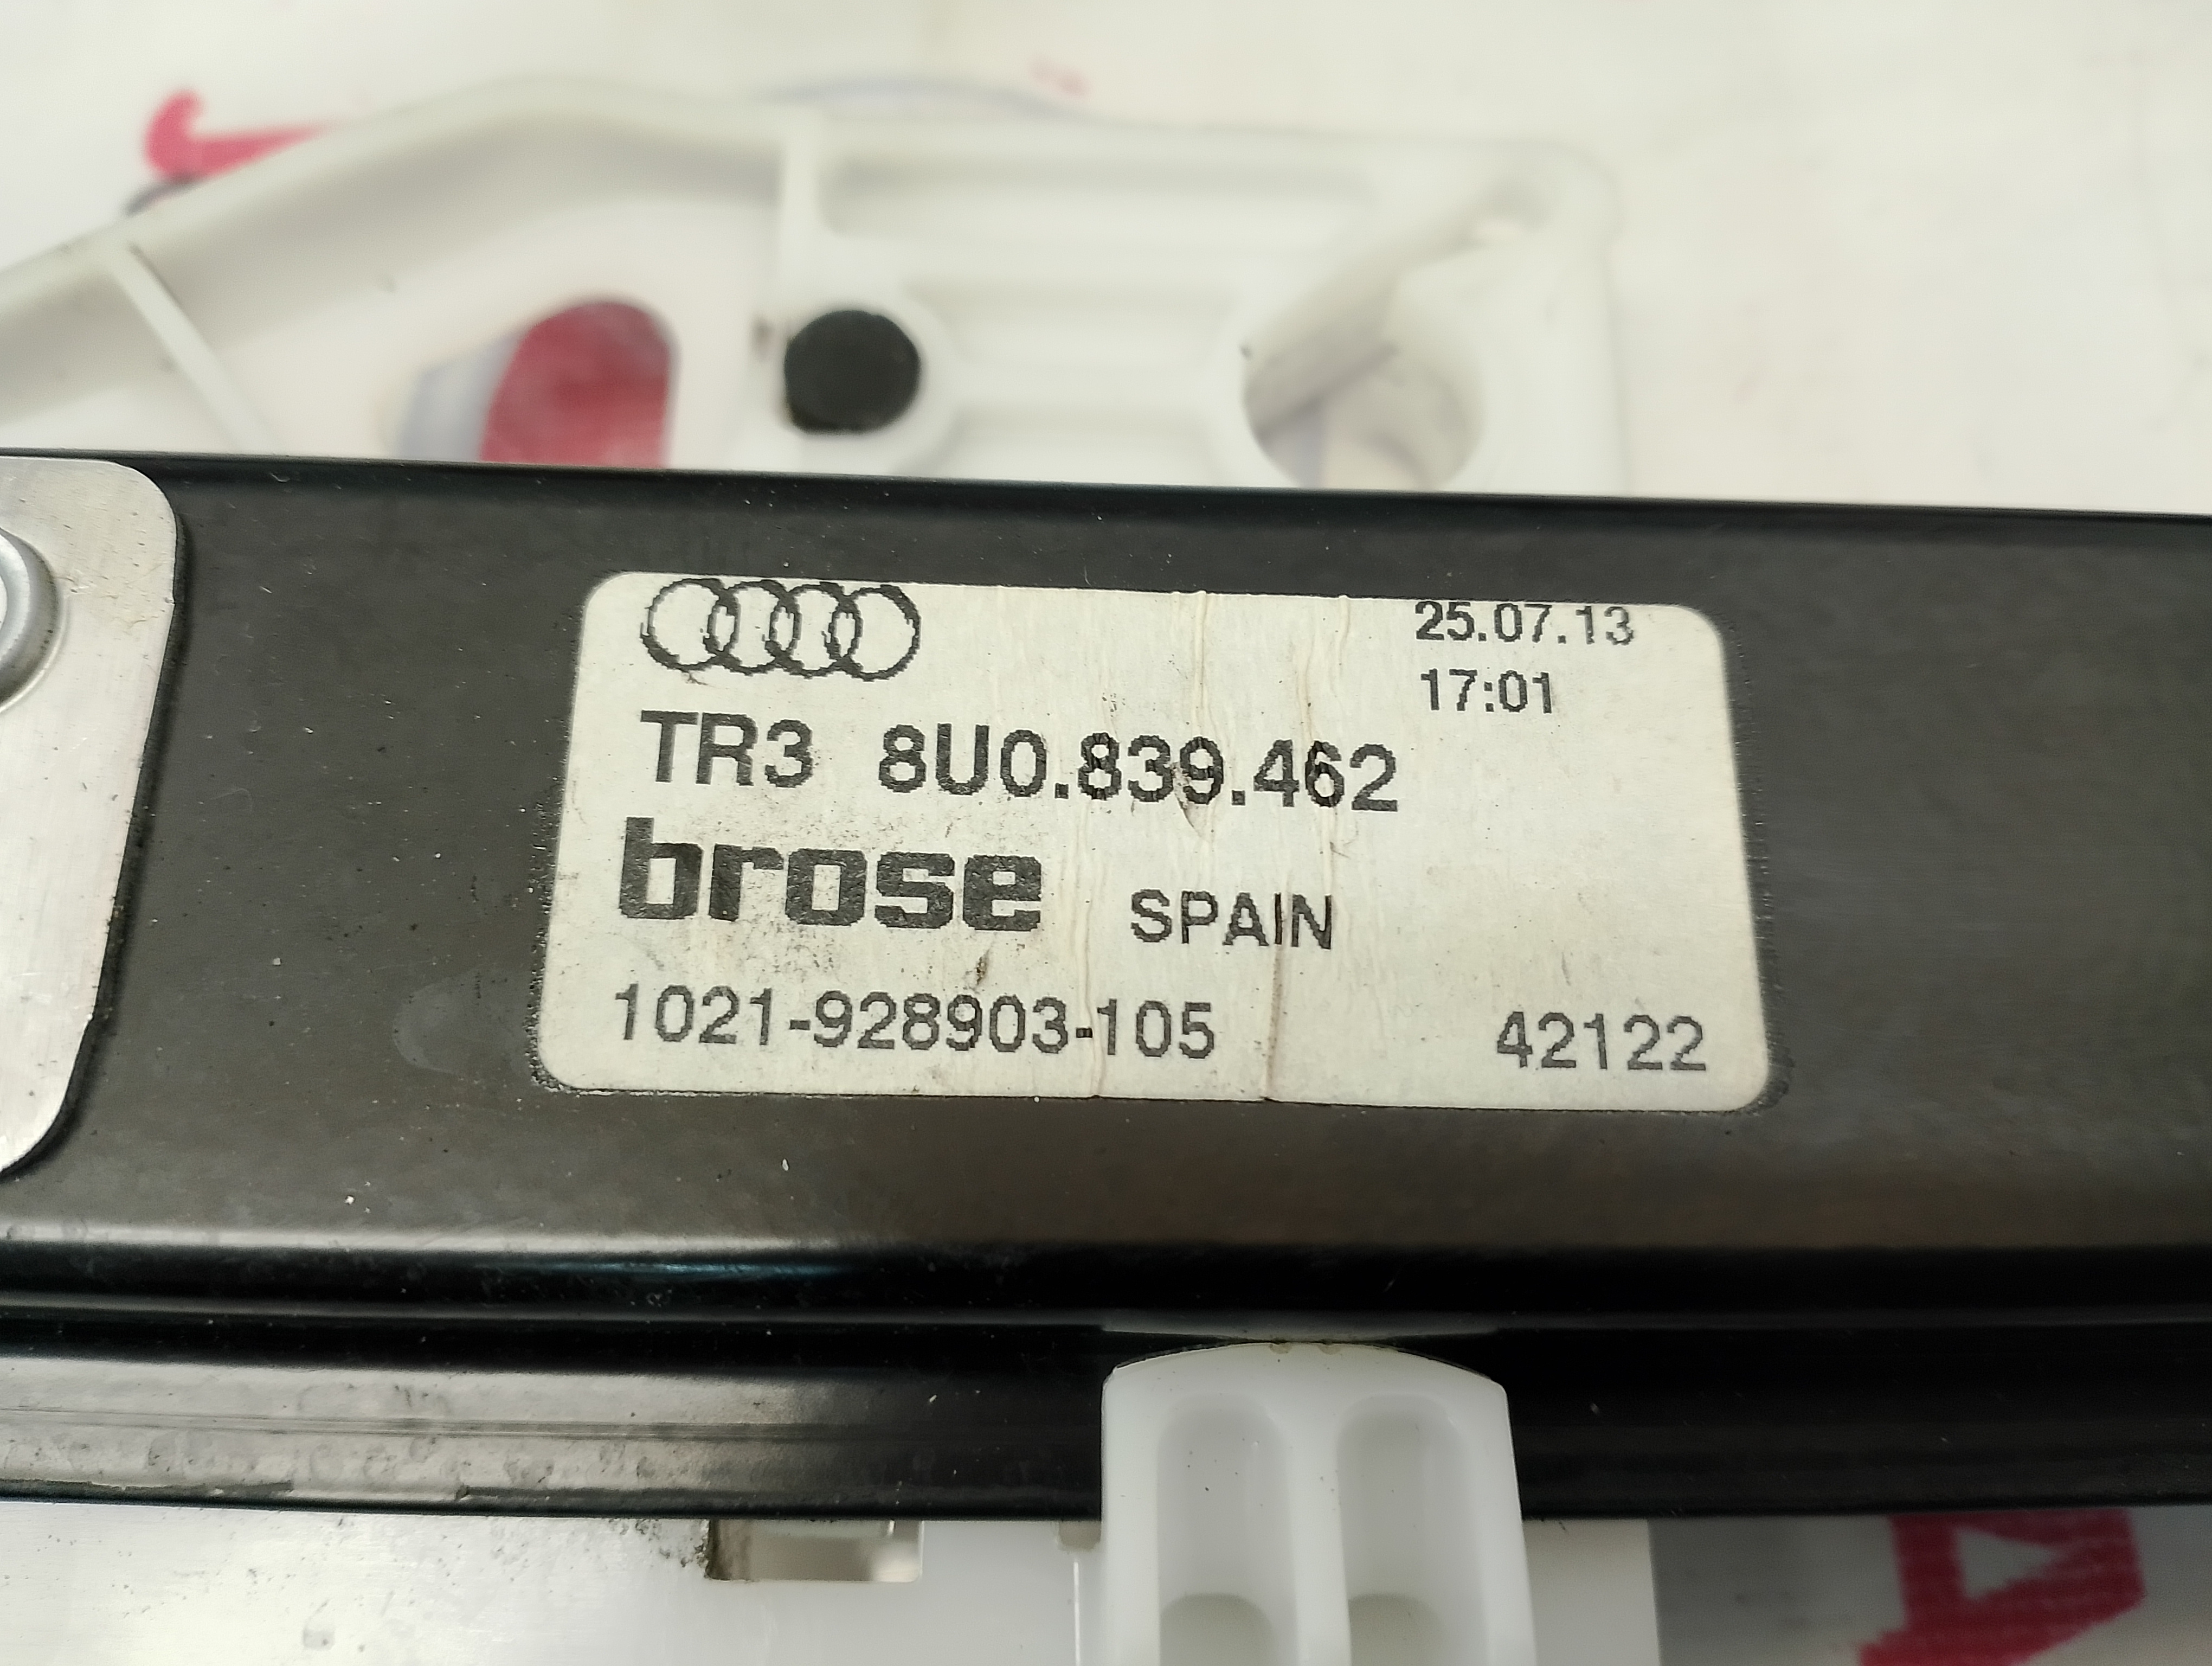 25.07.13
17:01
TR3 8U0.839.462
brose SPAIN
1021-928903-105 42122